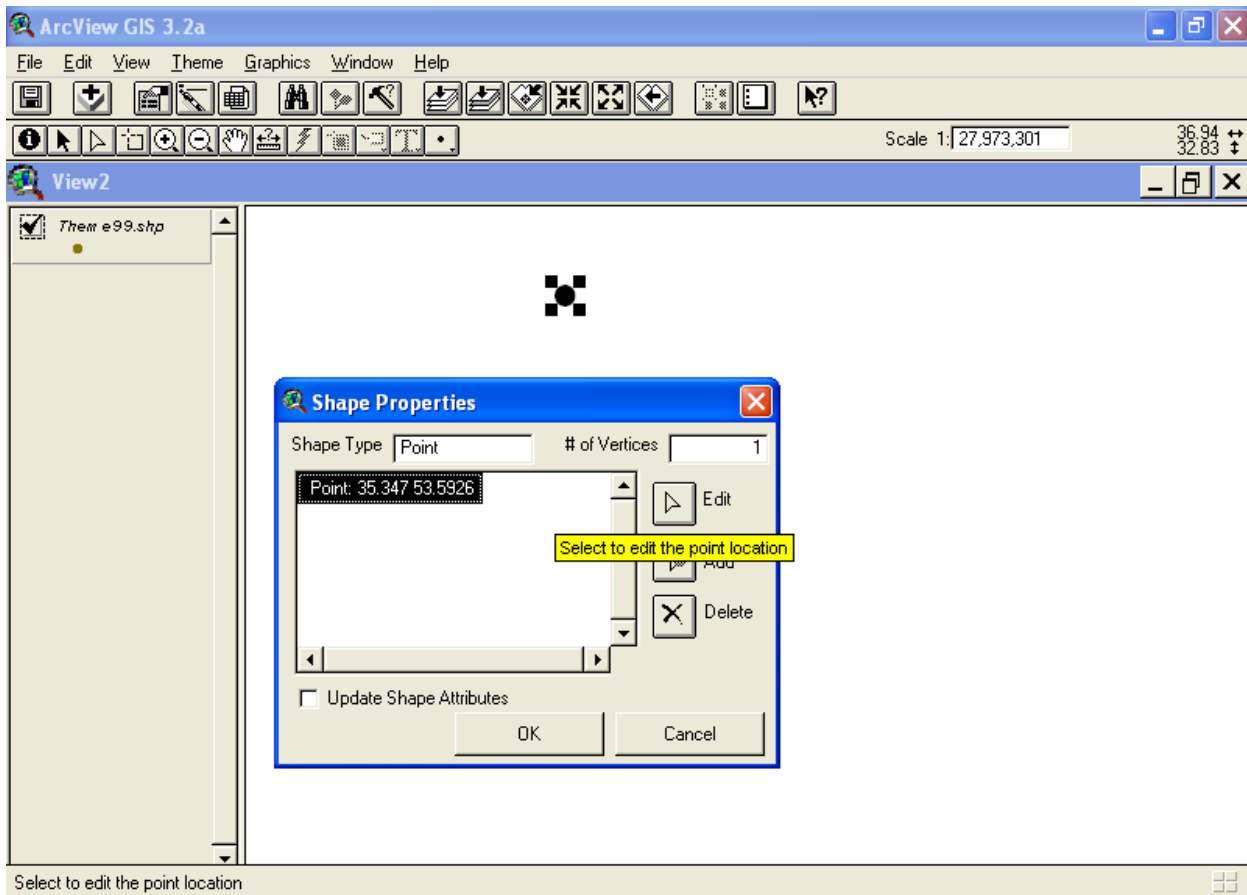 ArcView GIS 3.2a
File Edit View Theme Graphics Window Help
Scale 1: 27,973,301
36.94
32.83
View2
Them e99.shp
Shape Properties
Shape Type Point # of Vertices 1
Point: 35.347 53.5926
Edit
Select to edit the point location
Add
Delete
Update Shape Attributes
OK Cancel
Select to edit the point location